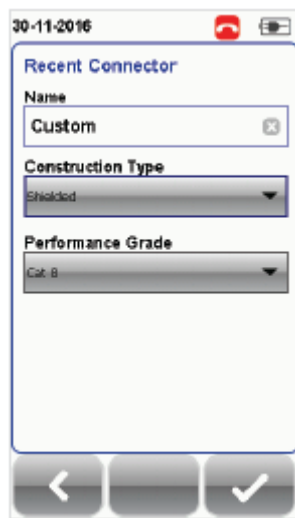 30-11-2016
Recent Connector
Name
Custom
Construction Type
Shielded
Performance Grade
Cat 8